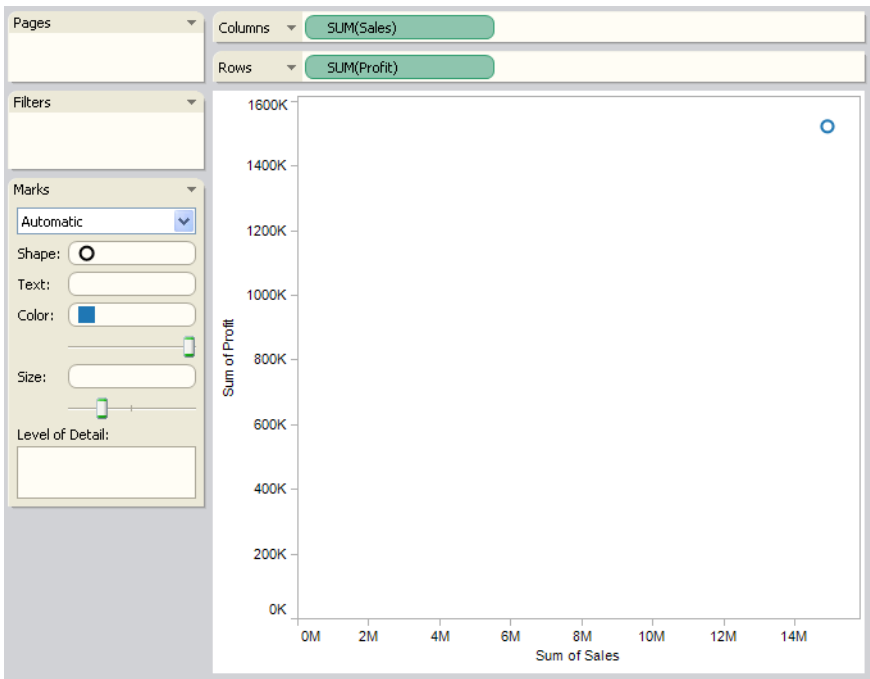 Pages
Columns SUM(Sales)
Rows SUM(Profit)
Filters
Marks
Automatic
Shape:
Text:
Color:
Size:
Level of Detail:
Sum of Profit
1600K
1400K
1200K
1000K
800K
600K
400K
200K
0K
0M 2M 4M 6M 8M 10M 12M 14M
Sum of Sales